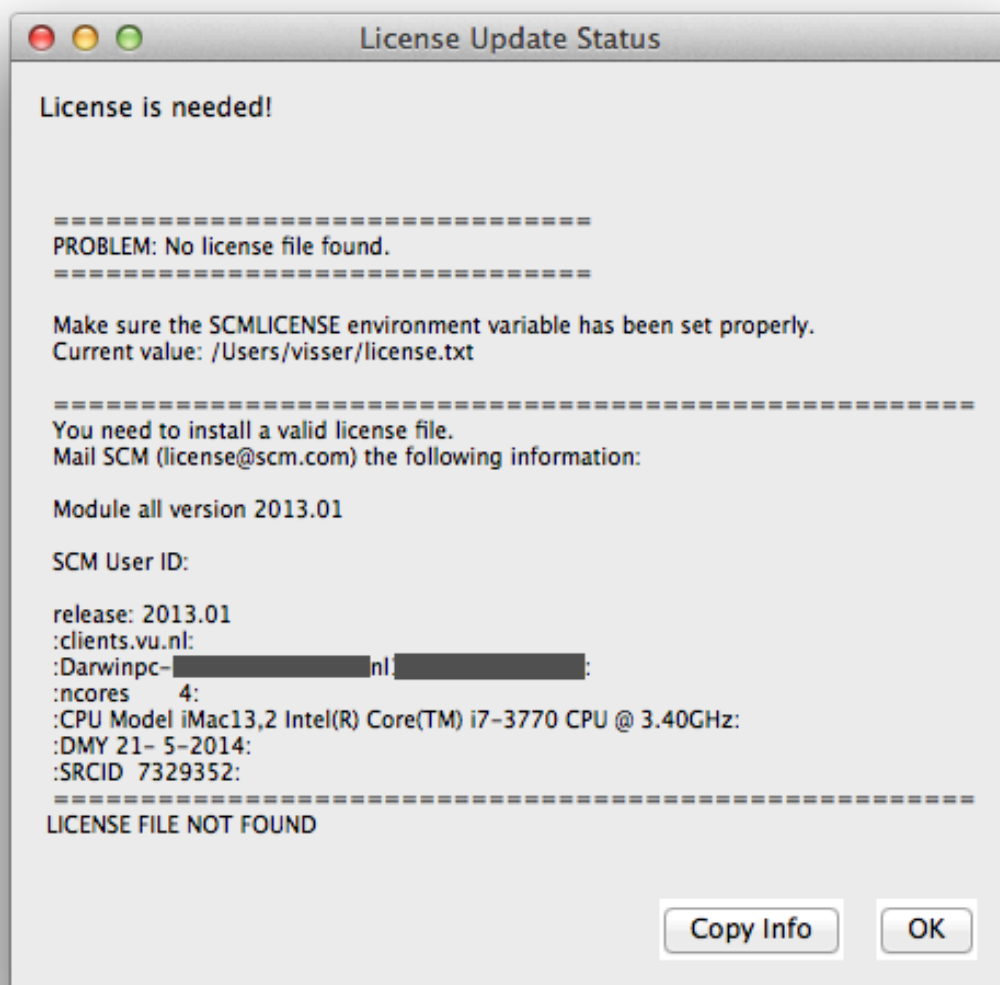 License Update Status
License is needed!
===============================
PROBLEM: No license file found.
===============================
Make sure the SCMLICENSE environment variable has been set properly.
Current value: /Users/visser/license.txt
=====================================================
You need to install a valid license file.
Mail SCM (license@scm.com) the following information:
Module all version 2013.01
SCM User ID:
release: 2013.01
:clients.vu.nl:
:Darwinpc- nl :
:ncores 4:
:CPU Model iMac13,2 Intel(R) Core(TM) i7-3770 CPU @ 3.40GHz:
:DMY 21- 5-2014:
:SRCID 7329352:
=====================================================
LICENSE FILE NOT FOUND
Copy Info OK